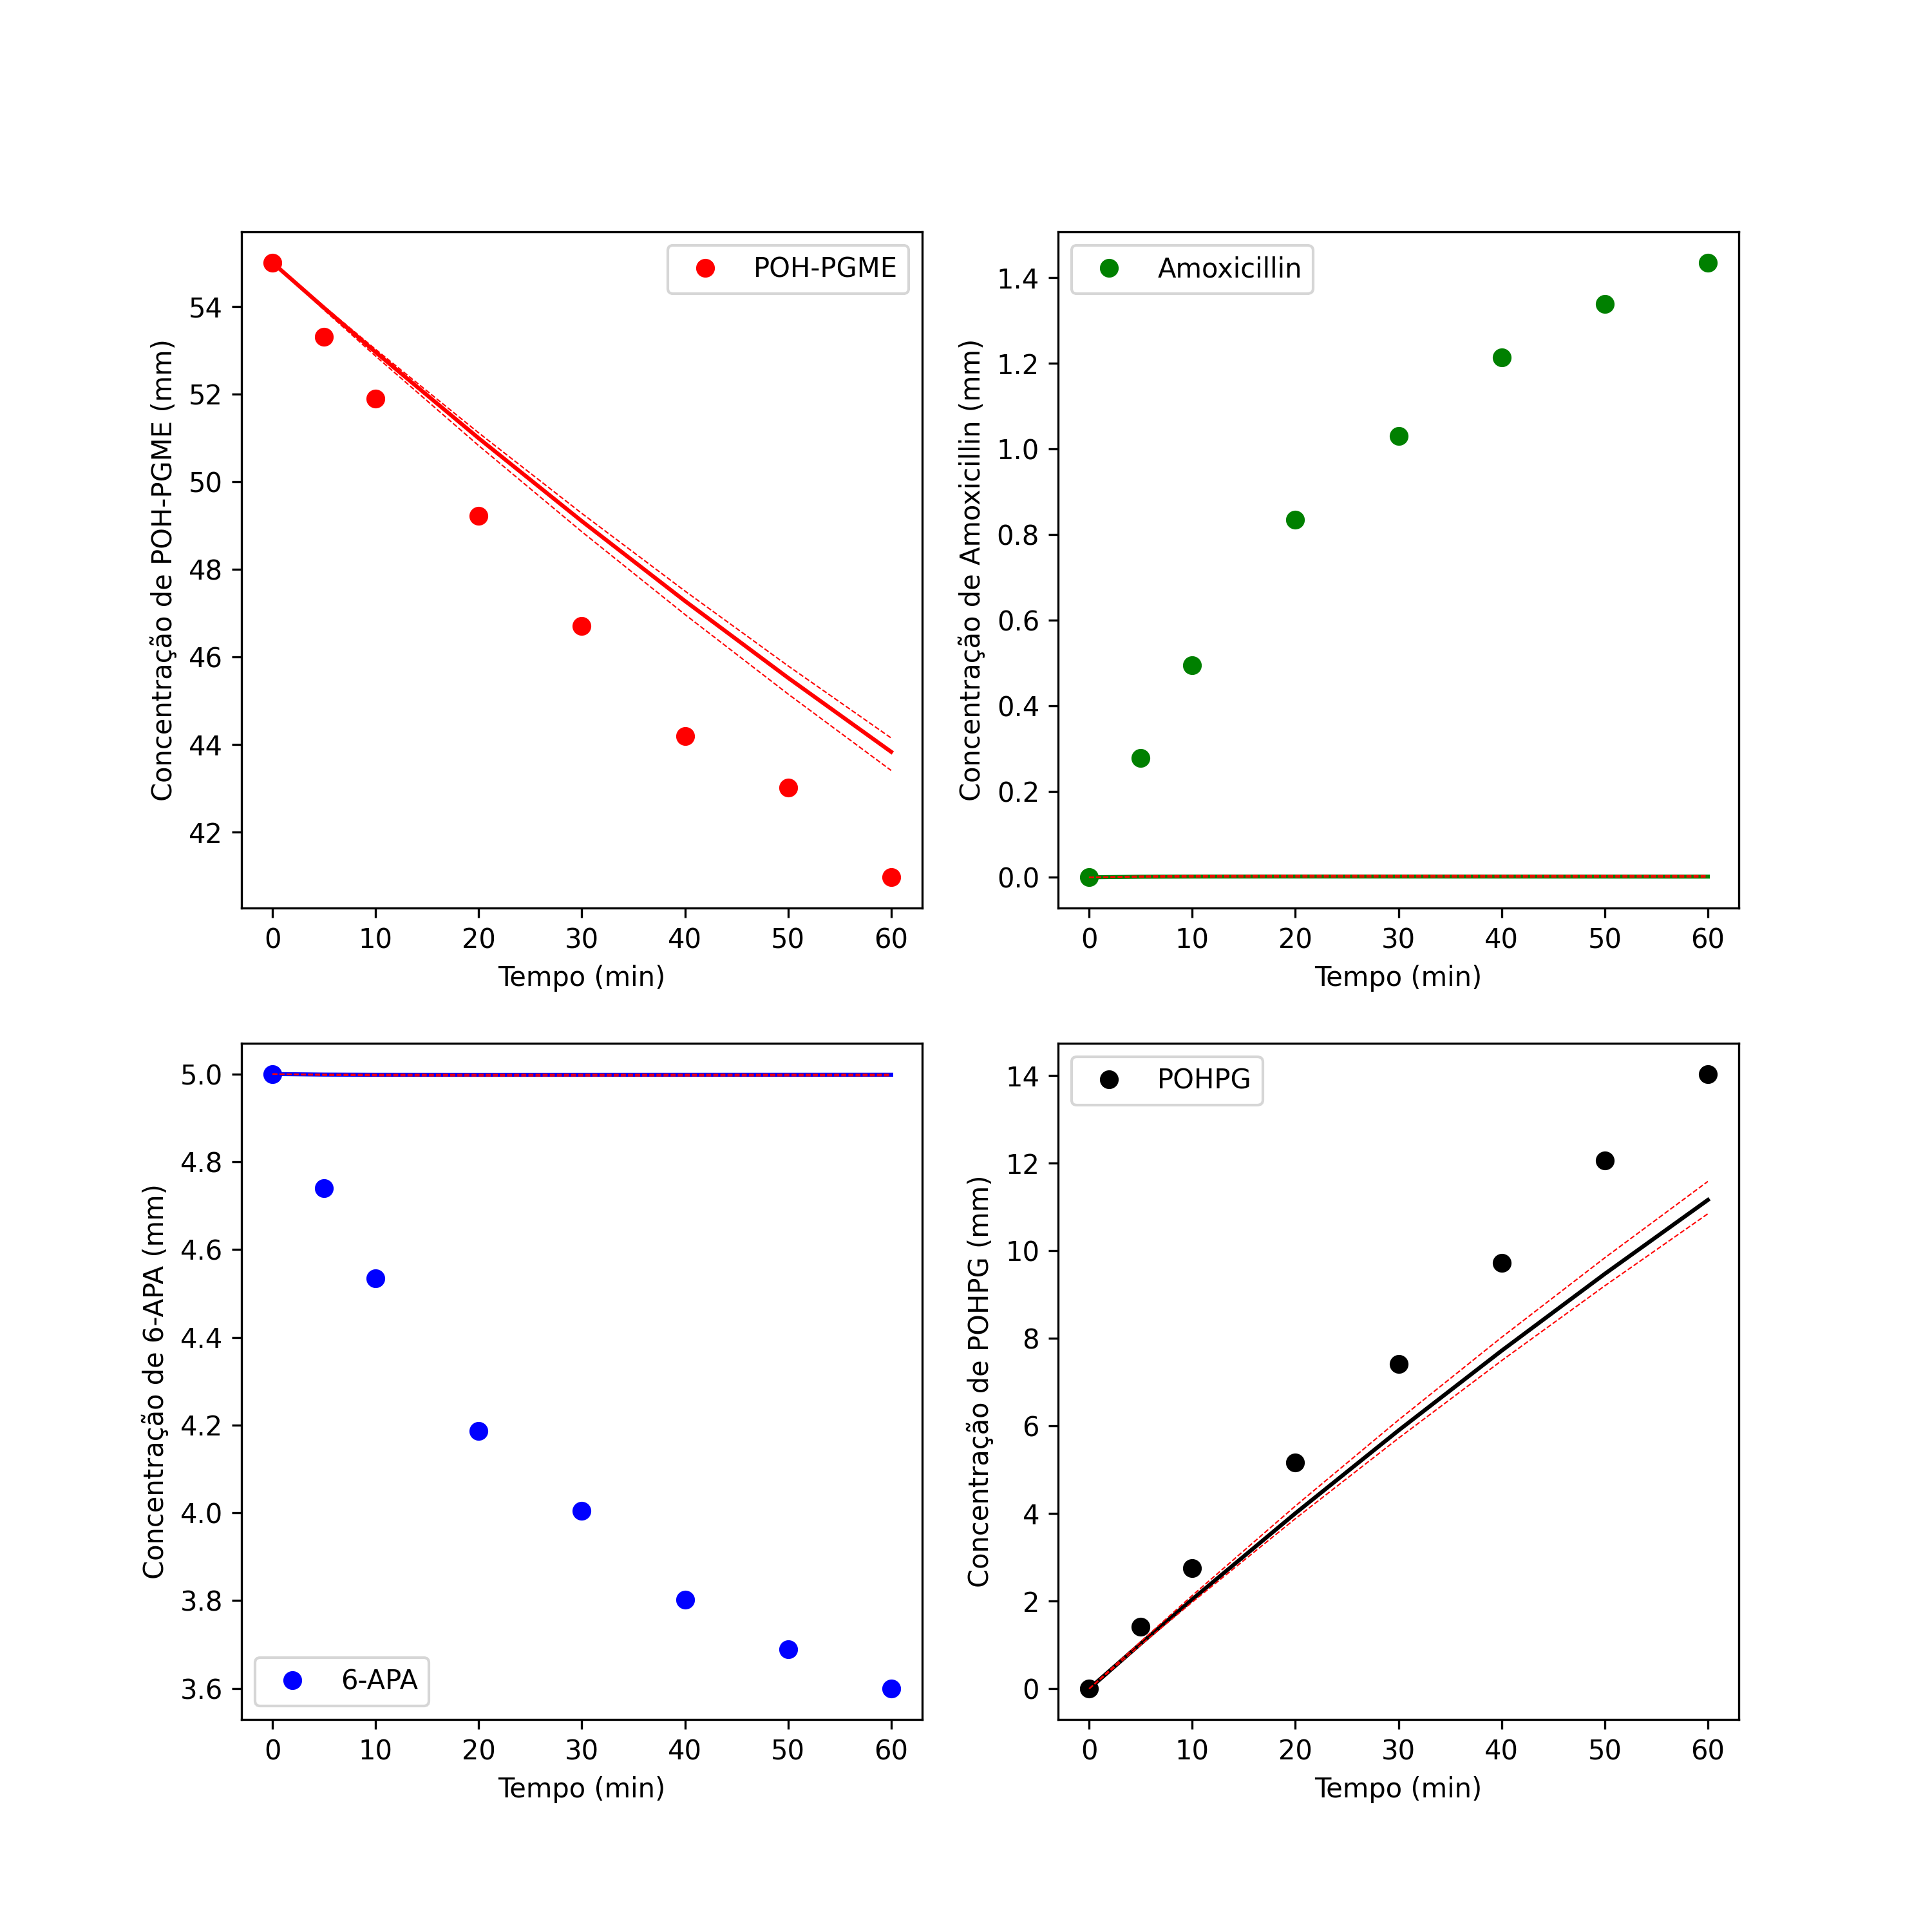 POH-PGME
Concentração de POH-PGME (mm)
54
52
50
48
46
44
42
0 10 20 30 40 50 60
Tempo (min)
Amoxicillin
Concentração de Amoxicillin (mm)
1.4
1.2
1.0
0.8
0.6
0.4
0.2
0.0
0 10 20 30 40 50 60
Tempo (min)
Concentração de 6-APA (mm)
5.0
4.8
4.6
4.4
4.2
4.0
3.8
3.6
6-APA
0 10 20 30 40 50 60
Tempo (min)
POHPG
Concentração de POHPG (mm)
14
12
10
8
6
4
2
0
0 10 20 30 40 50 60
Tempo (min)